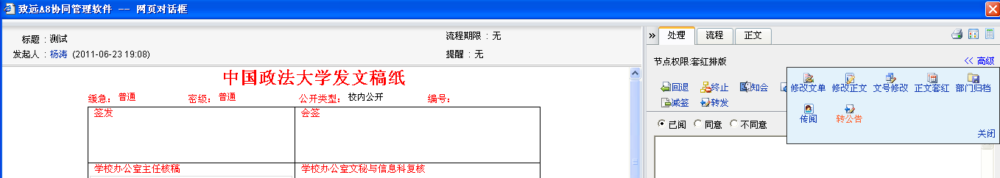 致远A8协同管理软件 -- 网页对话框
标题：测试
流程期限：无
发起人：杨涛 (2011-06-23 19:08)
提醒：无
中国政法大学发文稿纸
缓急：普通 密级：普通 公开类型：校内公开 编号：
签发 会签
学校办公室主任核稿 学校办公室文秘与信息科复核
» 处理 流程 正文
节点权限:套红排版
<< 高级
回退 终止 知会
减签 转发
修改文单 修改正文 文号修改 正文套红 部门归档
传阅 转公告
关闭
已阅 同意 不同意